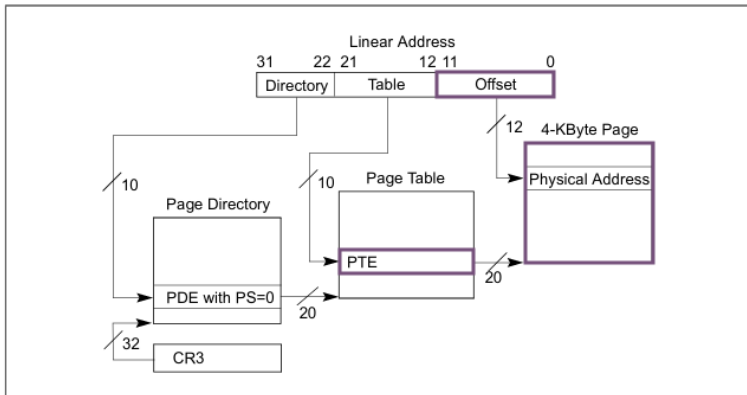 Linear Address
31 22 21 12 11 0
Directory Table Offset
12 4-KByte Page
10 10 Page Table Physical Address
Page Directory
PTE
20
PDE with PS=0
20
32
CR3